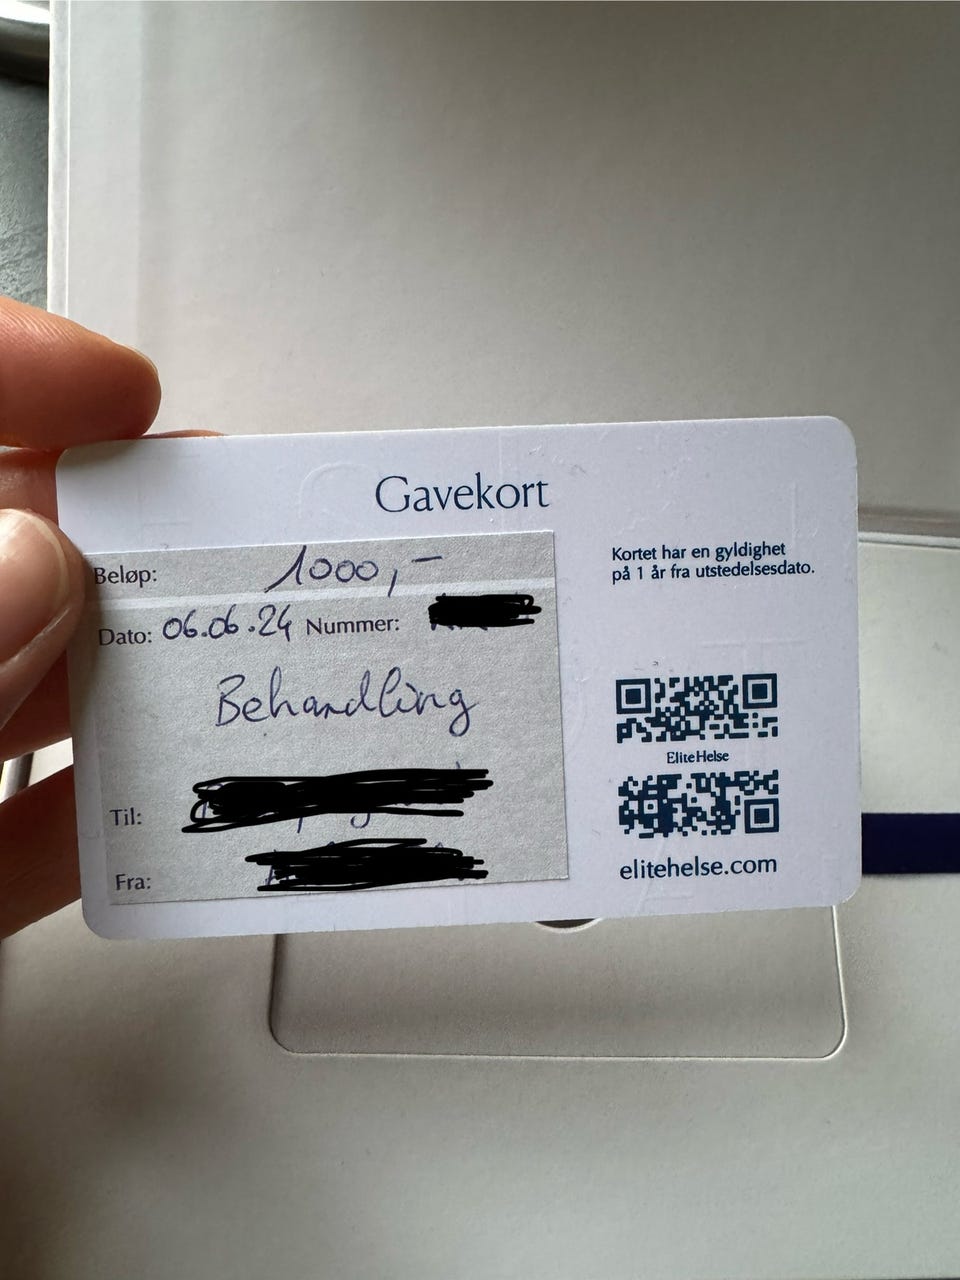 Gavekort
Beløp: 1000,-
Dato: 06.06.24 Nummer:
Behandling
Til:
Fra:
Kortet har en gyldighet
på 1 år fra utstedelsesdato.
EliteHelse
elitehelse.com